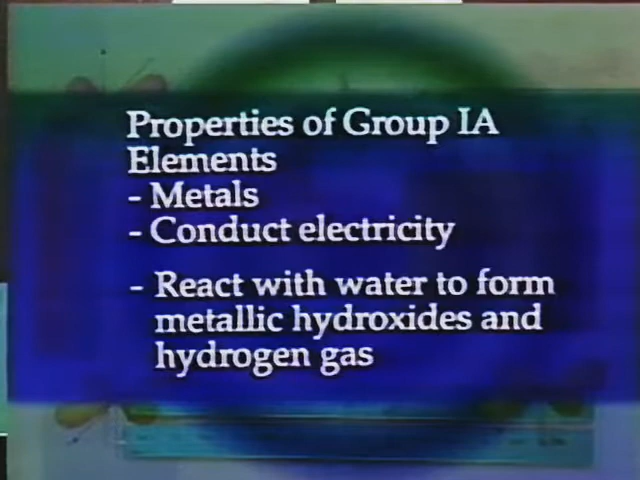 Properties of Group IA
Elements
- Metals
- Conduct electricity
- React with water to form
metallic hydroxides and
hydrogen gas